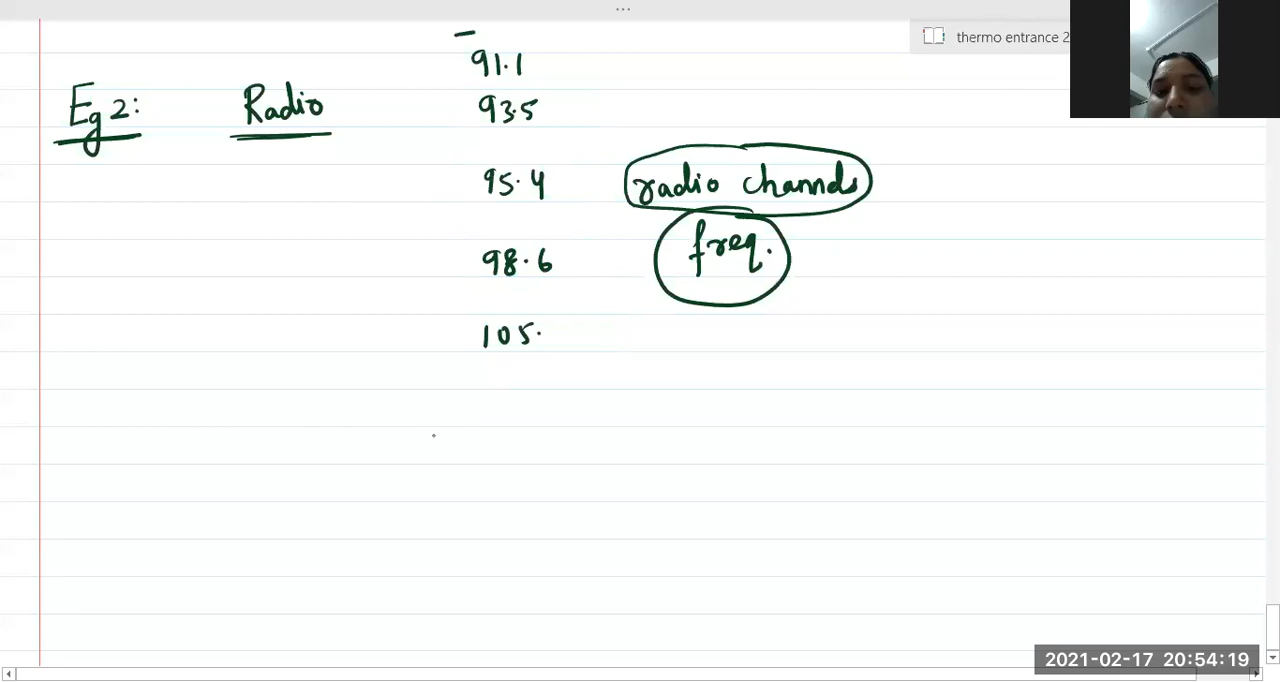 ...
thermo entrance 2
91.1
Eg 2: Radio
93.5
95.4 radio channels
98.6 freq.
105.
2021-02-17 20:54:19